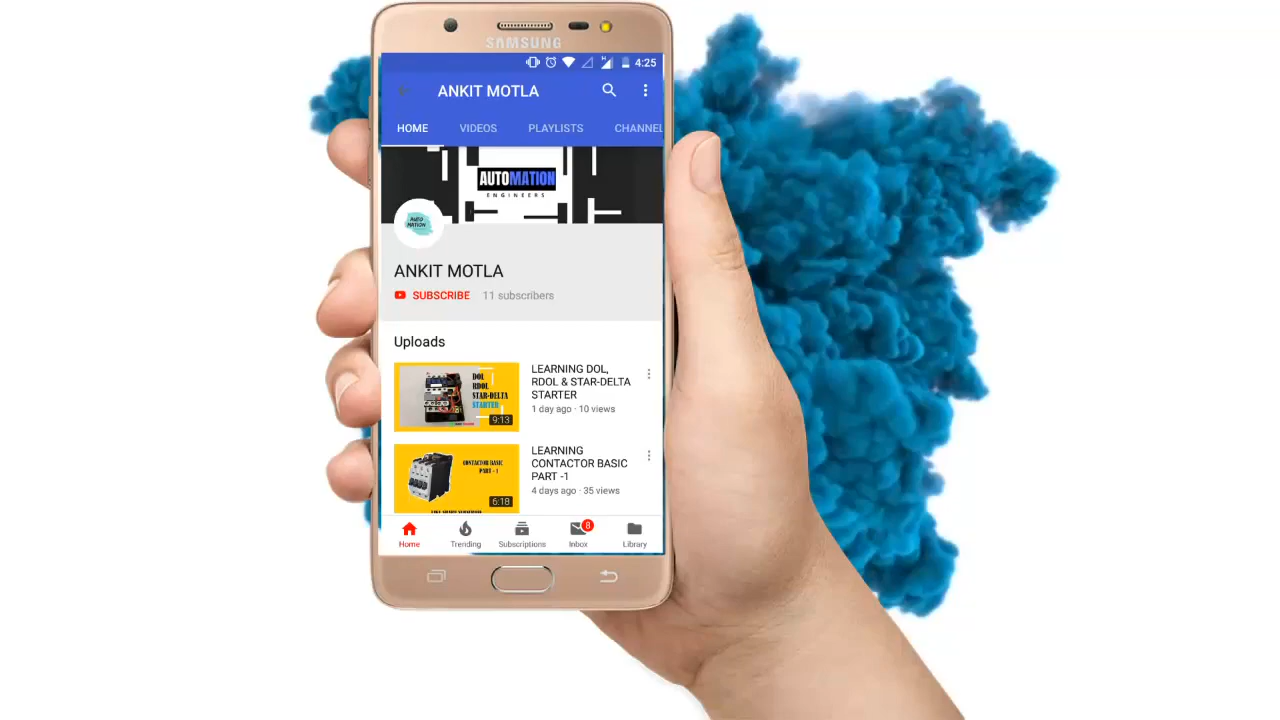 SAMSUNG
4:25
ANKIT MOTLA
HOME VIDEOS PLAYLISTS CHANNEL
AUTOMATION
ENGINEERS
AUTO
MATION
ANKIT MOTLA
SUBSCRIBE 11 subscribers
Uploads
DOL
RDOL
STAR-DELTA
STARTER
9:13
LEARNING DOL,
RDOL & STAR-DELTA
STARTER
1 day ago · 10 views
CONTACTOR BASIC
PART -1
6:18
LEARNING
CONTACTOR BASIC
PART -1
4 days ago · 35 views
8
Home Trending Subscriptions Inbox Library